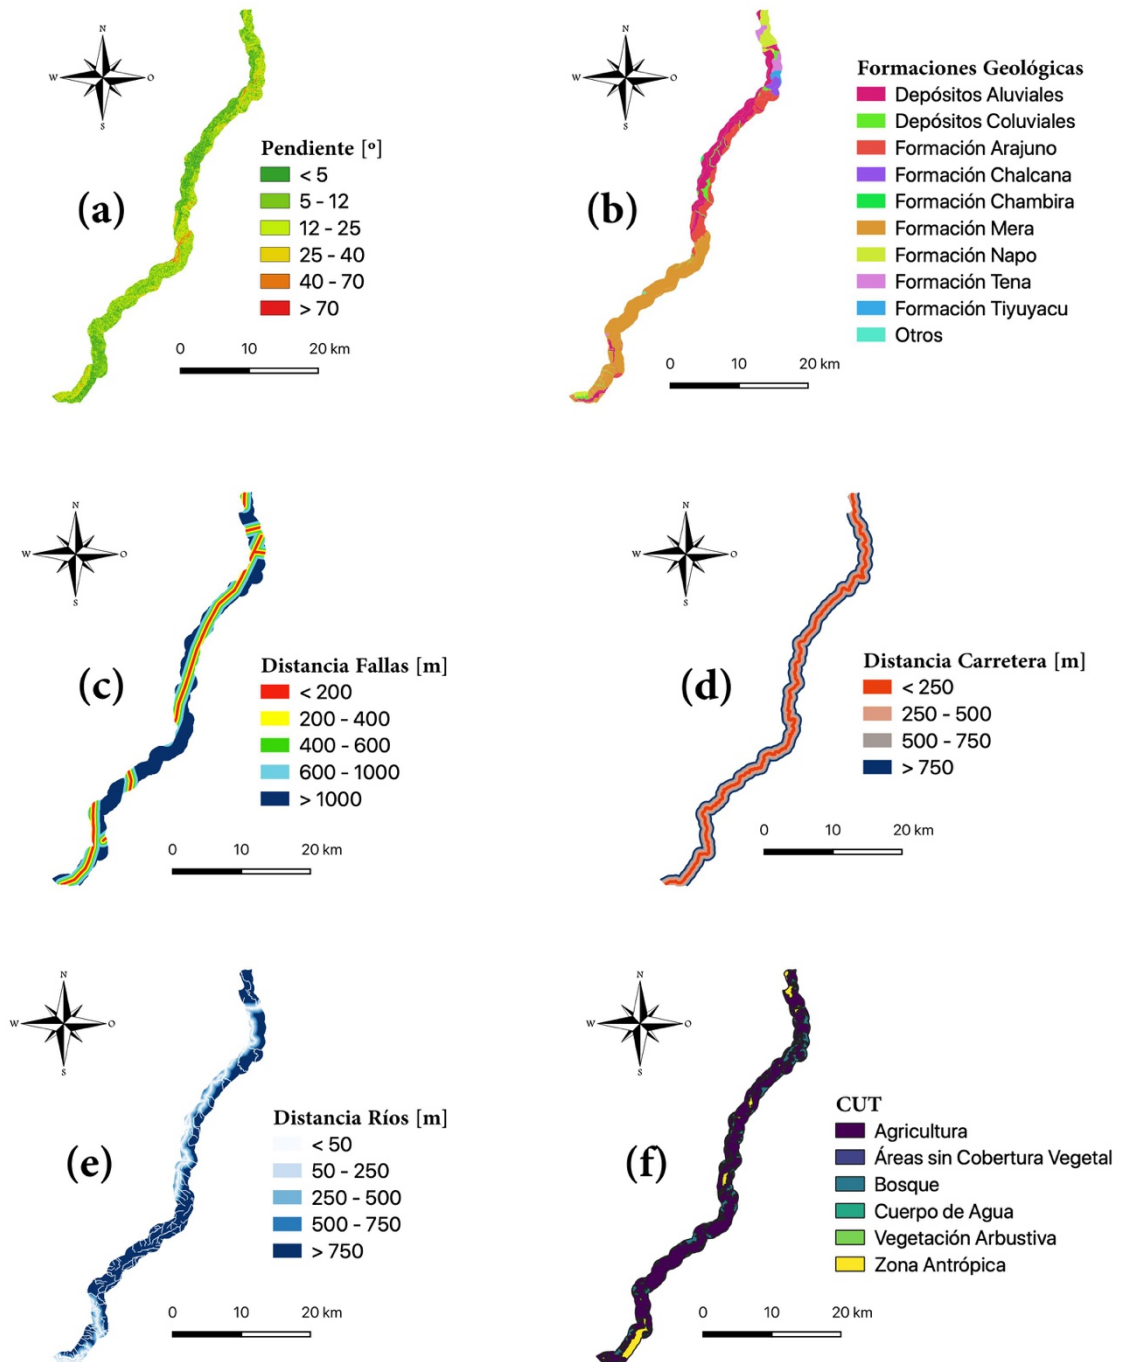 N
W
O
S
(a)
Pendiente [º]
< 5
5 - 12
12 - 25
25 - 40
40 - 70
> 70
0 10 20 km
N
W
O
S
(b)
Formaciones Geológicas
Depósitos Aluviales
Depósitos Coluviales
Formación Arajuno
Formación Chalcana
Formación Chambira
Formación Mera
Formación Napo
Formación Tena
Formación Tiyuyacu
Otros
0 10 20 km
N
W
O
S
(c)
Distancia Fallas [m]
< 200
200 - 400
400 - 600
600 - 1000
> 1000
0 10 20 km
N
W
O
S
(d)
Distancia Carretera [m]
< 250
250 - 500
500 - 750
> 750
0 10 20 km
N
W
O
S
(e)
Distancia Ríos [m]
< 50
50 - 250
250 - 500
500 - 750
> 750
0 10 20 km
N
W
O
S
(f)
CUT
Agricultura
Áreas sin Cobertura Vegetal
Bosque
Cuerpo de Agua
Vegetación Arbustiva
Zona Antrópica
0 10 20 km